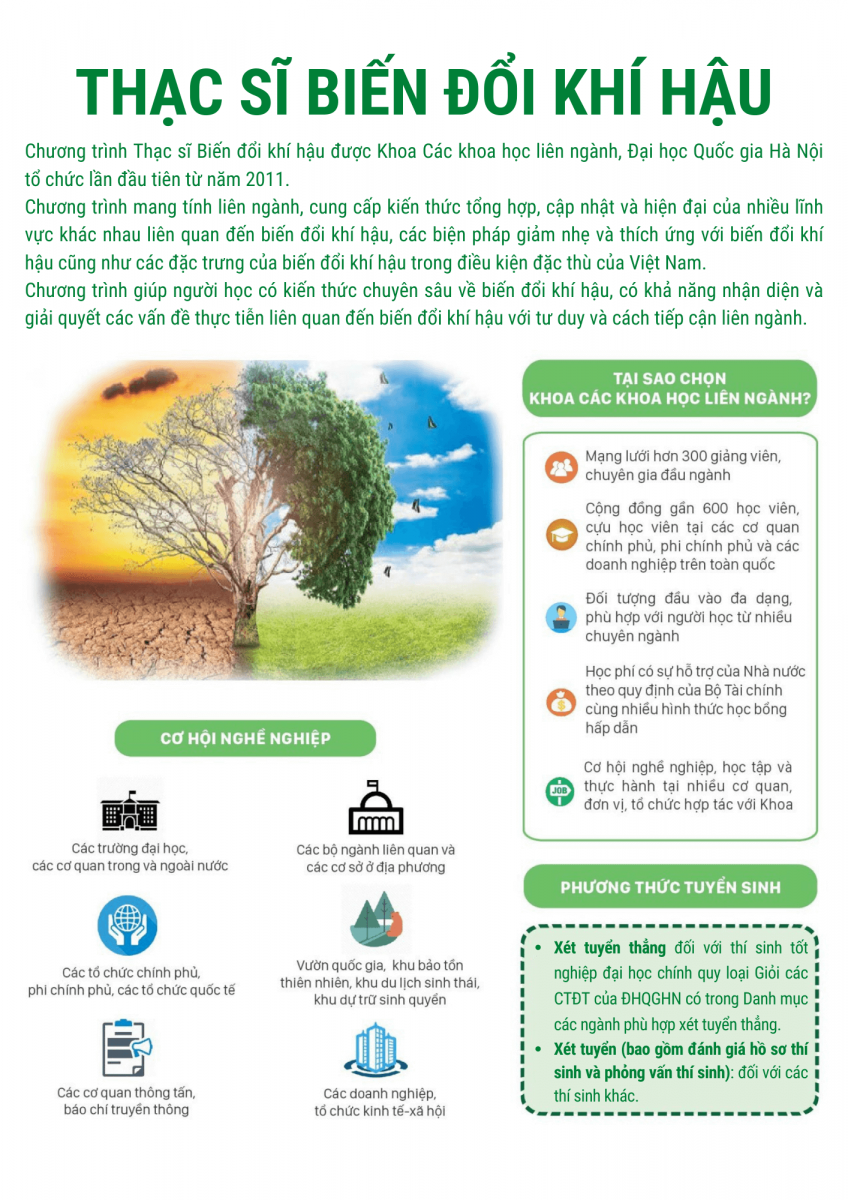 THẠC SĨ BIẾN ĐỔI KHÍ HẬU
Chương trình Thạc sĩ Biến đổi khí hậu được Khoa Các khoa học liên ngành, Đại học Quốc gia Hà Nội
tổ chức lần đầu tiên từ năm 2011.
Chương trình mang tính liên ngành, cung cấp kiến thức tổng hợp, cập nhật và hiện đại của nhiều lĩnh
vực khác nhau liên quan đến biến đổi khí hậu, các biện pháp giảm nhẹ và thích ứng với biến đổi khí
hậu cũng như các đặc trưng của biến đổi khí hậu trong điều kiện đặc thù của Việt Nam.
Chương trình giúp người học có kiến thức chuyên sâu về biến đổi khí hậu, có khả năng nhận diện và
giải quyết các vấn đề thực tiễn liên quan đến biến đổi khí hậu với tư duy và cách tiếp cận liên ngành.
TẠI SAO CHỌN
KHOA CÁC KHOA HỌC LIÊN NGÀNH?
Mạng lưới hơn 300 giảng viên,
chuyên gia đầu ngành
Cộng đồng gần 600 học viên,
cựu học viên tại các cơ quan
chính phủ, phi chính phủ và các
doanh nghiệp trên toàn quốc
Đối tượng đầu vào đa dạng,
phù hợp với người học từ nhiều
chuyên ngành
Học phí có sự hỗ trợ của Nhà nước
theo quy định của Bộ Tài chính
cùng nhiều hình thức học bổng
hấp dẫn
JOB
Cơ hội nghề nghiệp, học tập và
thực hành tại nhiều cơ quan,
đơn vị, tổ chức hợp tác với Khoa
CƠ HỘI NGHỀ NGHIỆP
Các trường đại học,
các cơ quan trong và ngoài nước
Các bộ ngành liên quan và
các cơ sở ở địa phương
Các tổ chức chính phủ,
phi chính phủ, các tổ chức quốc tế
Vườn quốc gia, khu bảo tồn
thiên nhiên, khu du lịch sinh thái,
khu dự trữ sinh quyển
Các cơ quan thông tấn,
báo chí truyền thông
Các doanh nghiệp,
tổ chức kinh tế-xã hội
PHƯƠNG THỨC TUYỂN SINH
• Xét tuyển thẳng đối với thí sinh tốt
nghiệp đại học chính quy loại Giỏi các
CTĐT của ĐHQGHN có trong Danh mục
các ngành phù hợp xét tuyển thẳng.
• Xét tuyển (bao gồm đánh giá hồ sơ thí
sinh và phỏng vấn thí sinh): đối với các
thí sinh khác.